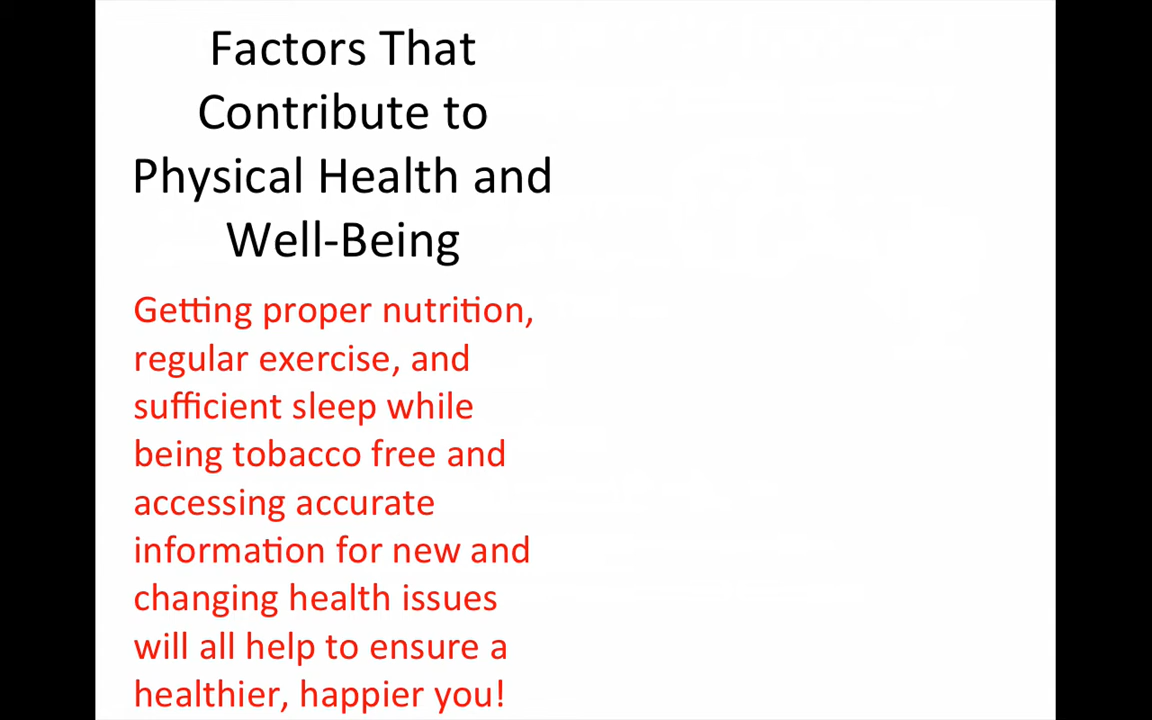 Factors That
Contribute to
Physical Health and
Well-Being
Getting proper nutrition,
regular exercise, and
sufficient sleep while
being tobacco free and
accessing accurate
information for new and
changing health issues
will all help to ensure a
healthier, happier you!